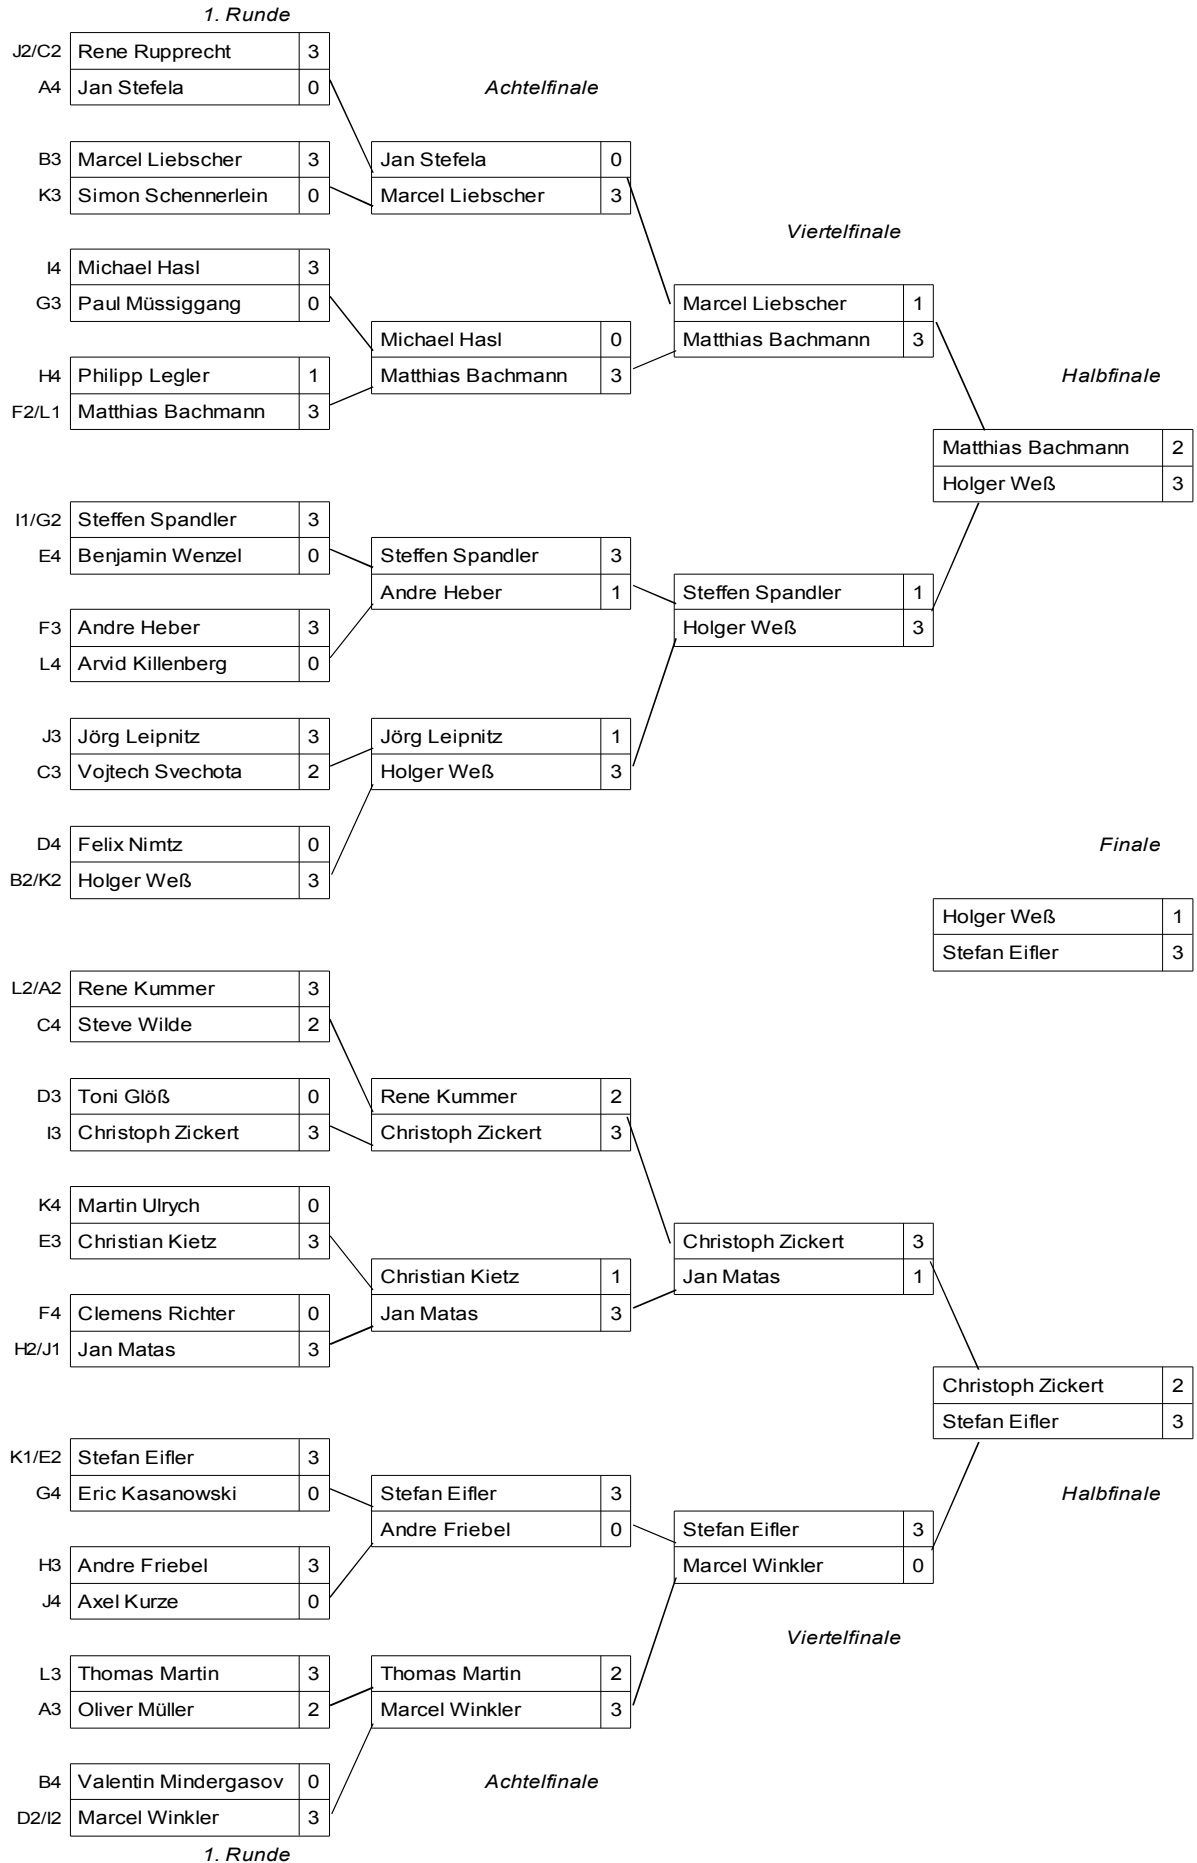 1. Runde
J2/C2 Rene Rupprecht 3
A4 Jan Stefela 0
Achtelfinale
B3 Marcel Liebscher 3
K3 Simon Schennerlein 0
Jan Stefela 0
Marcel Liebscher 3
Viertelfinale
I4 Michael Hasl 3
G3 Paul Müssiggang 0
Marcel Liebscher 1
Matthias Bachmann 3
Michael Hasl 0
Matthias Bachmann 3
H4 Philipp Legler 1
F2/L1 Matthias Bachmann 3
Halbfinale
Matthias Bachmann 2
Holger Weß 3
I1/G2 Steffen Spandler 3
E4 Benjamin Wenzel 0
Steffen Spandler 3
Andre Heber 1
Steffen Spandler 1
Holger Weß 3
F3 Andre Heber 3
L4 Arvid Killenberg 0
J3 Jörg Leipnitz 3
C3 Vojtech Svechota 2
Jörg Leipnitz 1
Holger Weß 3
D4 Felix Nimtz 0
B2/K2 Holger Weß 3
Finale
Holger Weß 1
Stefan Eifler 3
L2/A2 Rene Kummer 3
C4 Steve Wilde 2
D3 Toni Glöß 0
I3 Christoph Zickert 3
Rene Kummer 2
Christoph Zickert 3
K4 Martin Ulrych 0
E3 Christian Kietz 3
Christoph Zickert 3
Jan Matas 1
Christian Kietz 1
Jan Matas 3
F4 Clemens Richter 0
H2/J1 Jan Matas 3
Christoph Zickert 2
Stefan Eifler 3
K1/E2 Stefan Eifler 3
G4 Eric Kasanowski 0
Stefan Eifler 3
Andre Friebel 0
Halbfinale
Stefan Eifler 3
Marcel Winkler 0
H3 Andre Friebel 3
J4 Axel Kurze 0
Viertelfinale
L3 Thomas Martin 3
A3 Oliver Müller 2
Thomas Martin 2
Marcel Winkler 3
B4 Valentin Mindergasov 0
D2/I2 Marcel Winkler 3
Achtelfinale
1. Runde